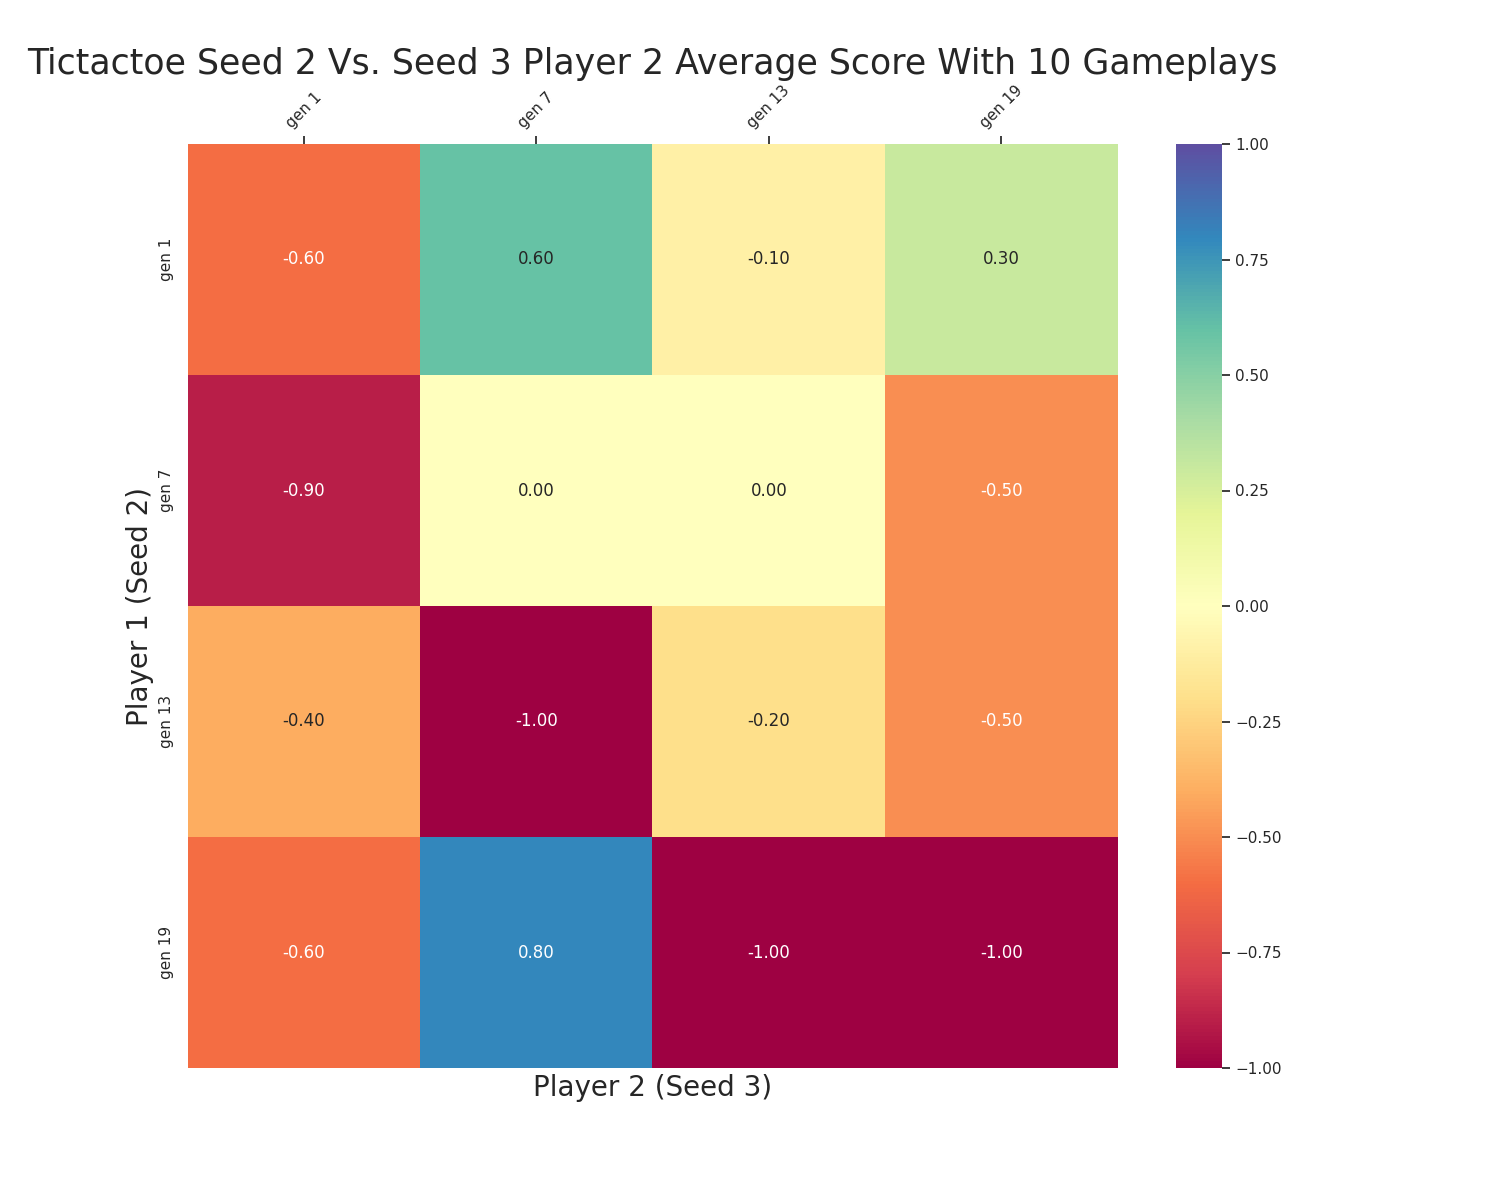 Tictactoe Seed 2 Vs. Seed 3 Player 2 Average Score With 10 Gameplays
gen 1
gen 7
gen 13
gen 19
Player 1 (Seed 2)
gen 1
-0.60
0.60
-0.10
0.30
gen 7
-0.90
0.00
0.00
-0.50
gen 13
-0.40
-1.00
-0.20
-0.50
gen 19
-0.60
0.80
-1.00
-1.00
Player 2 (Seed 3)
1.00
0.75
0.50
0.25
0.00
−0.25
−0.50
−0.75
−1.00